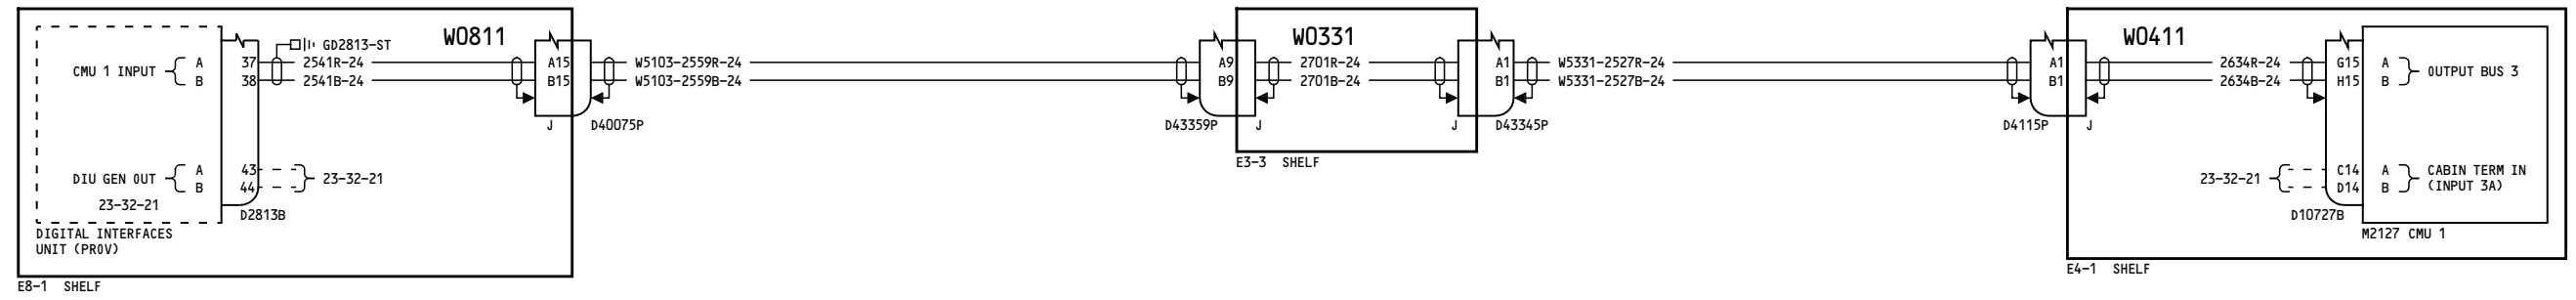 W0811
W0331
W0411
GD2813-ST
CMU 1 INPUT
A
B
37
38
2541R-24
2541B-24
A15
B15
W5103-2559R-24
W5103-2559B-24
A9
B9
2701R-24
2701B-24
A1
B1
W5331-2527R-24
W5331-2527B-24
A1
B1
2634R-24
2634B-24
G15
H15
A
B
OUTPUT BUS 3
J
D40075P
D43359P
J
J
D43345P
D4115P
J
E3-3 SHELF
DIU GEN OUT
A
B
43
44
23-32-21
23-32-21
D2813B
23-32-21
C14
D14
A
B
CABIN TERM IN
(INPUT 3A)
D10727B
DIGITAL INTERFACES
UNIT (PROV)
M2127 CMU 1
E8-1 SHELF
E4-1 SHELF